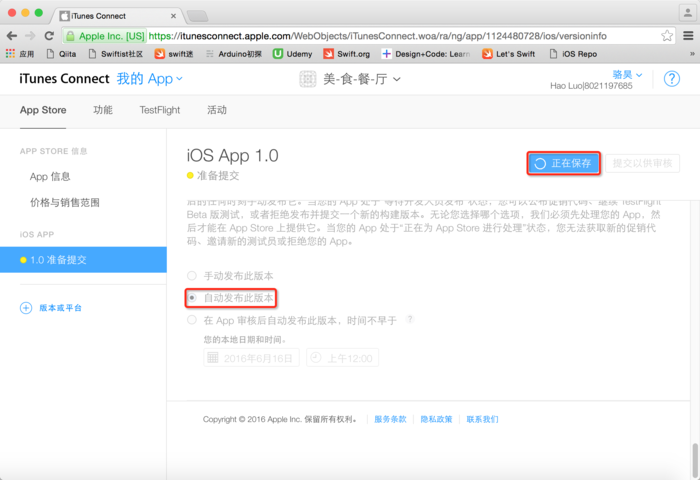 iTunes Connect
Apple Inc. [US] https://itunesconnect.apple.com/WebObjects/iTunesConnect.woa/ra/ng/app/1124480728/ios/versioninfo
应用 Qiita Swiftist社区 swift迷 Arduino初探 Udemy Swift.org Design+Code: Learn Let's Swift iOS Repo
iTunes Connect 我的 App 美-食-餐-厅 骆昊 ?
Hao Luo|8021197685
App Store 功能 TestFlight 活动
APP STORE 信息
App 信息
价格与销售范围
iOS APP
1.0 准备提交
版本或平台
iOS App 1.0
准备提交
正在保存 提交以供审核
后的任何时刻手动发布它。当您的 App 处于“等待开发人员发布”状态，您可以公布促销代码、继续 TestFlight
Beta 版测试，或者拒绝发布并提交一个新的构建版本。无论您选择哪个选项，我们必须先处理您的 App，然
后才能在 App Store 上提供它。当您的 App 处于“正在为 App Store 进行处理”状态，您无法获取新的促销代
码、邀请新的测试员或拒绝您的 App。
手动发布此版本
自动发布此版本
在 App 审核后自动发布此版本，时间不早于 ?
您的本地日期和时间。
2016年6月16日 上午12:00
Copyright © 2016 Apple Inc. 保留所有权利。 服务条款 隐私政策 联系我们